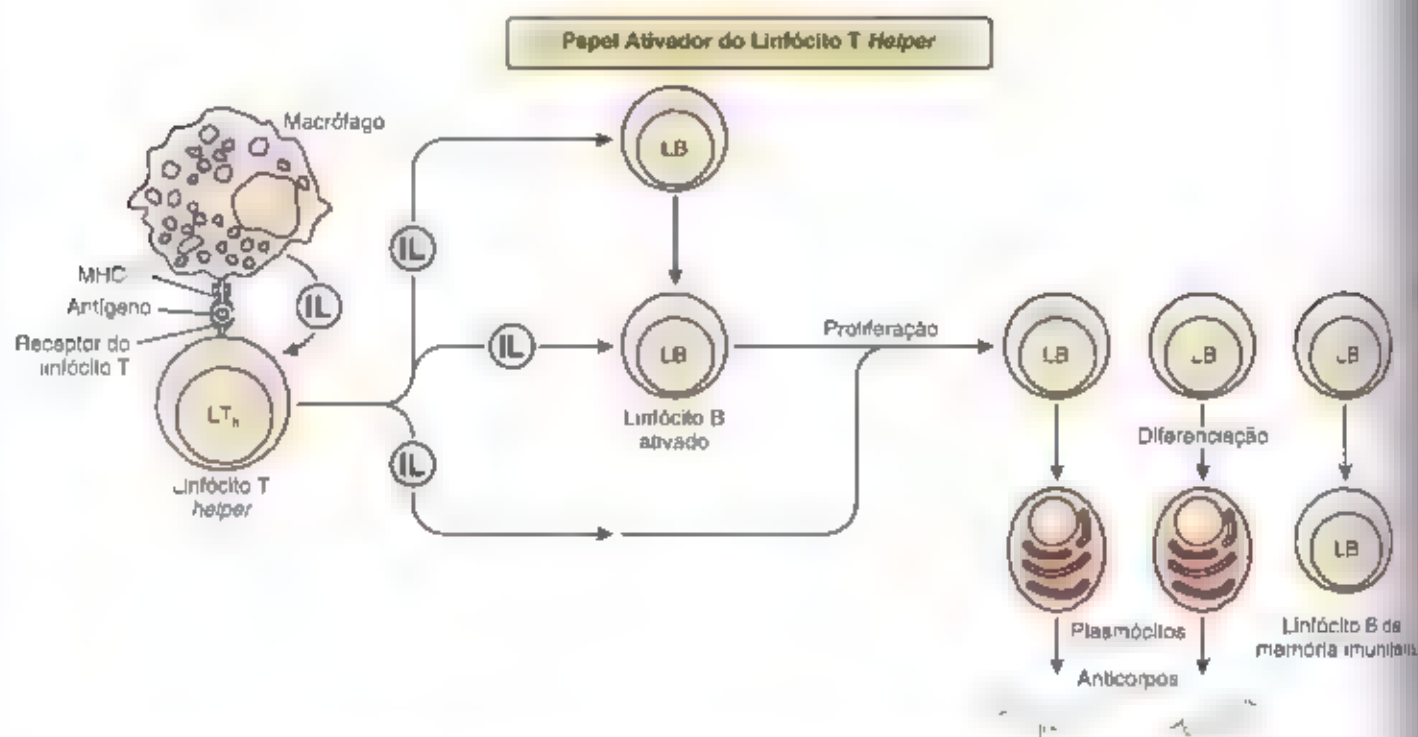 Papel Ativador do Linfócito T Helper
Macrófago
LB
IL
MHC
IL
Antígeno
Receptor do
linfócito T
IL
LB
Proliferação
LB
LB
LB
LTh
Linfócito B
ativado
Diferenciação
IL
Linfócito T
helper
LB
Plasmócitos
Linfócito B de
memória
Anticorpos